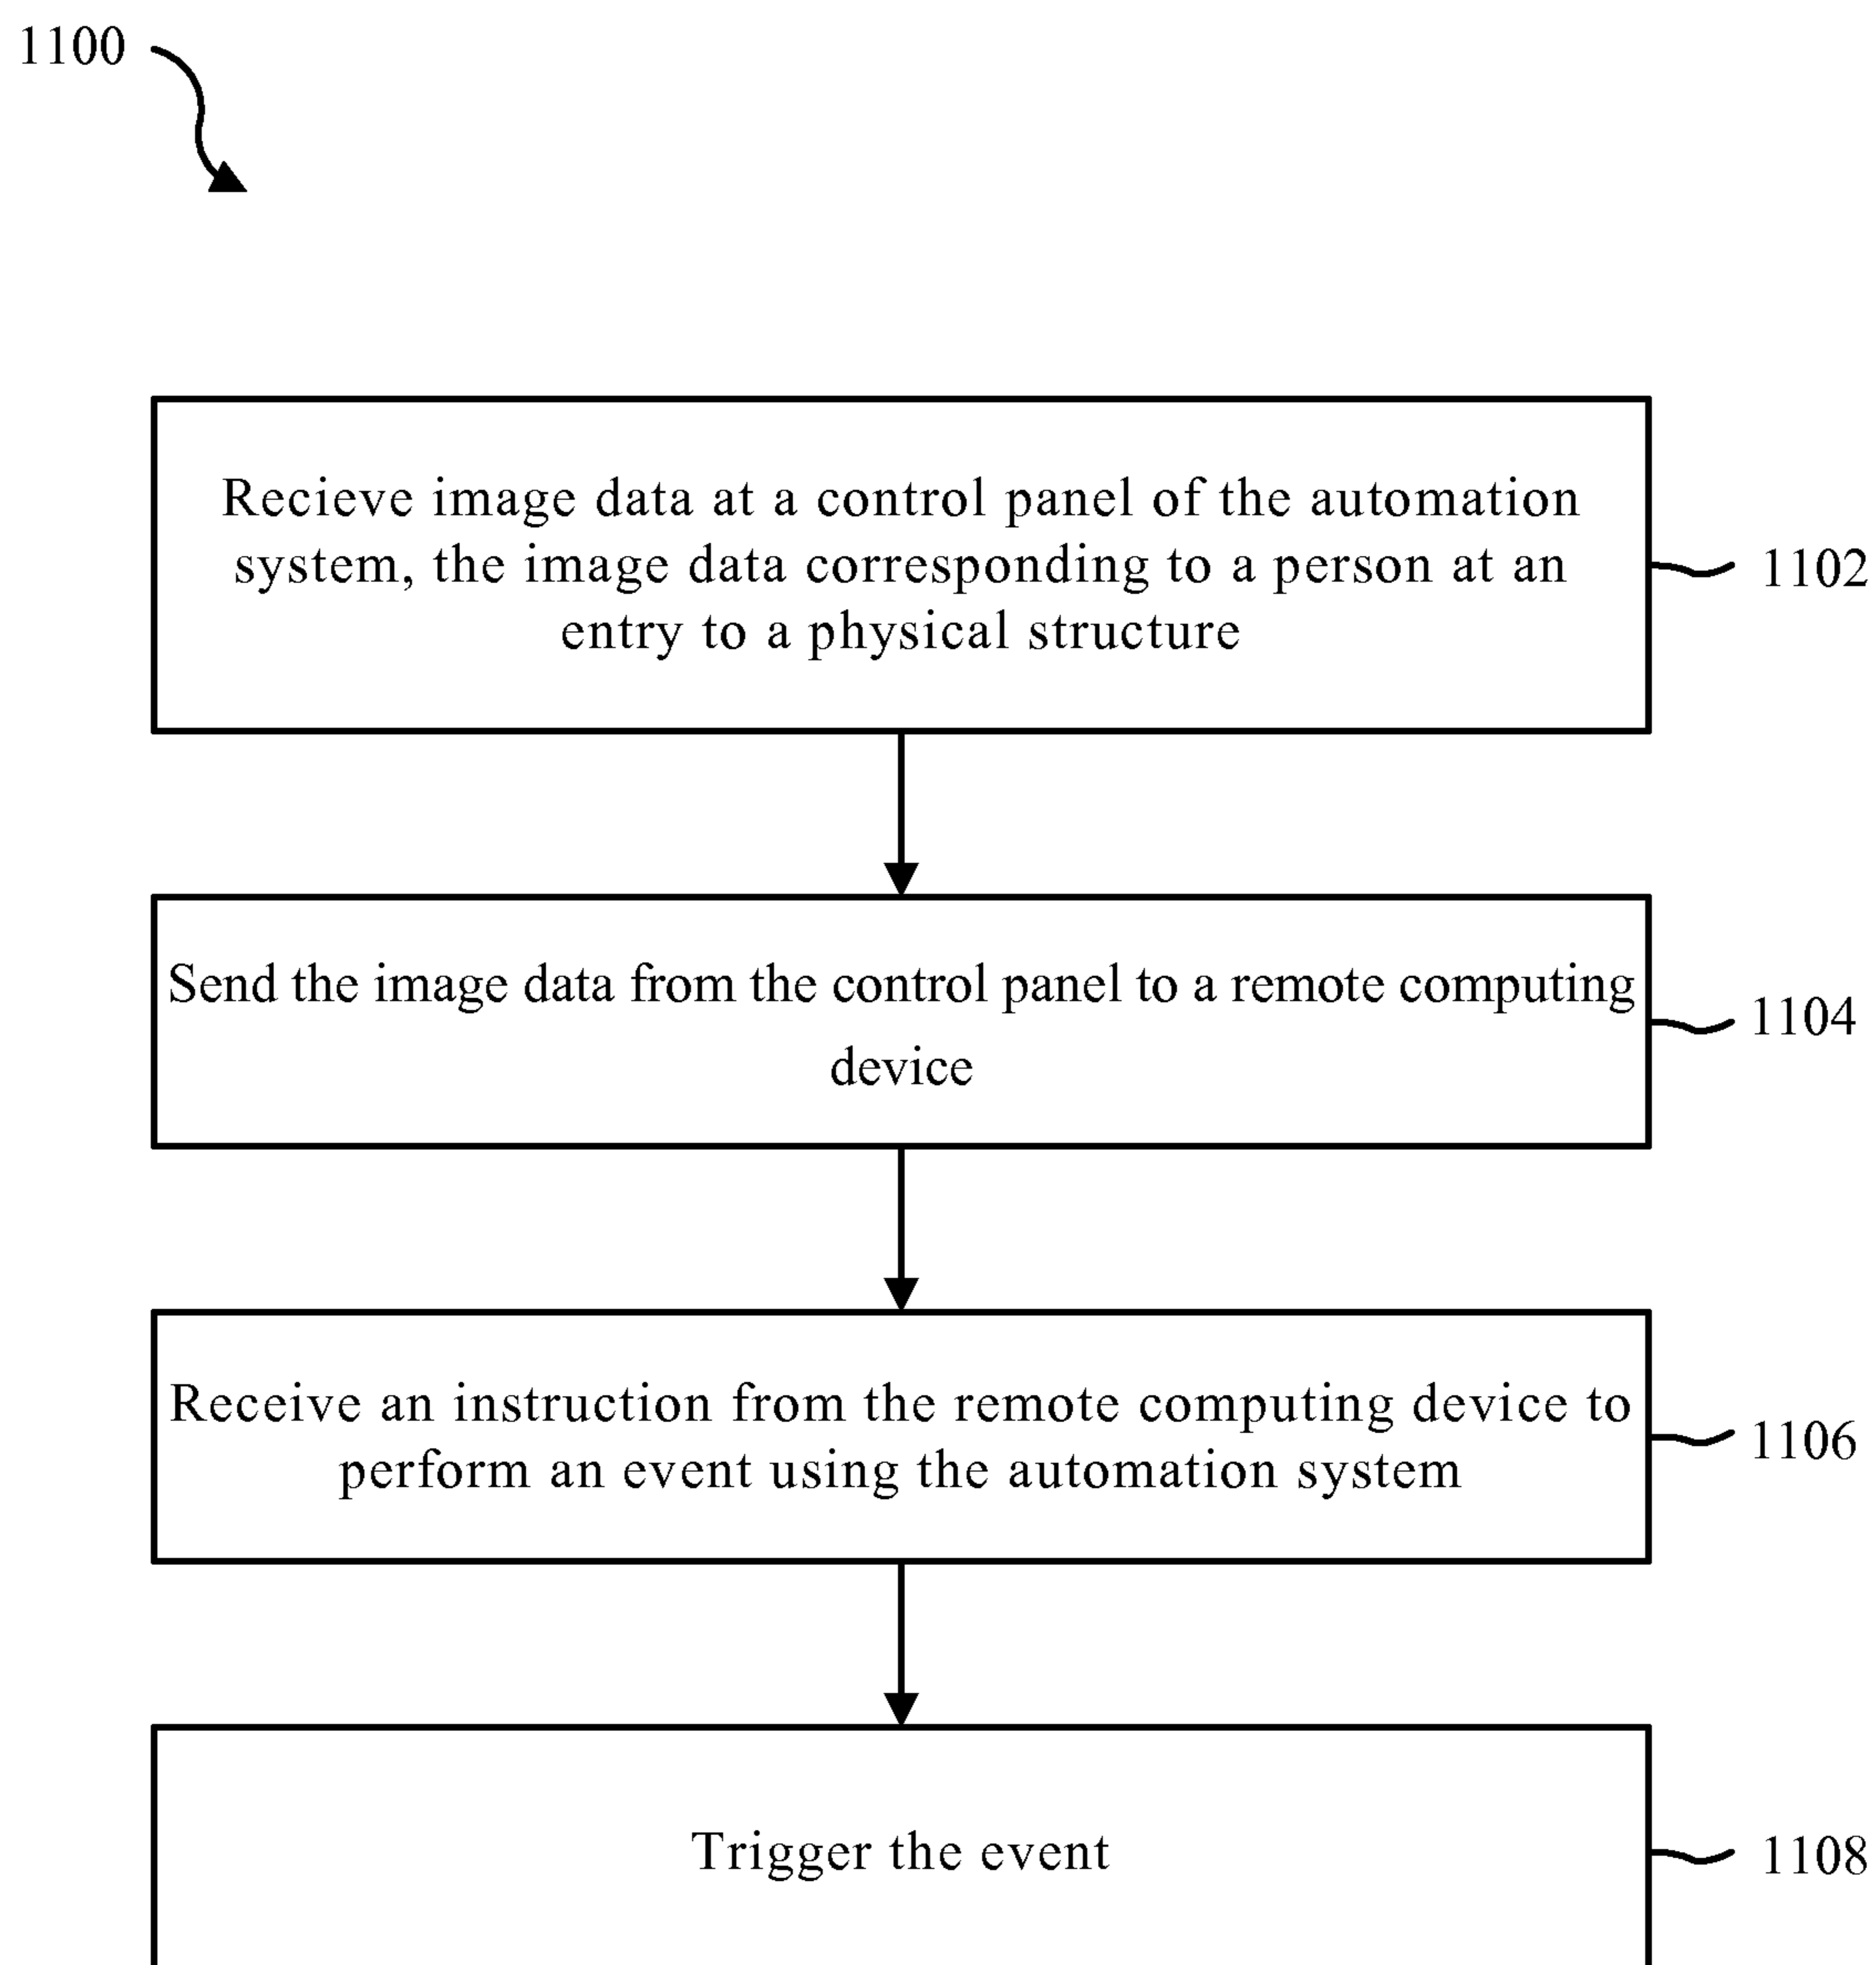 1100
Recieve image data at a control panel of the automation
system, the image data corresponding to a person at an
entry to a physical structure
1102
Send the image data from the control panel to a remote computing
device
1104
Receive an instruction from the remote computing device to
perform an event using the automation system
1106
Trigger the event
1108